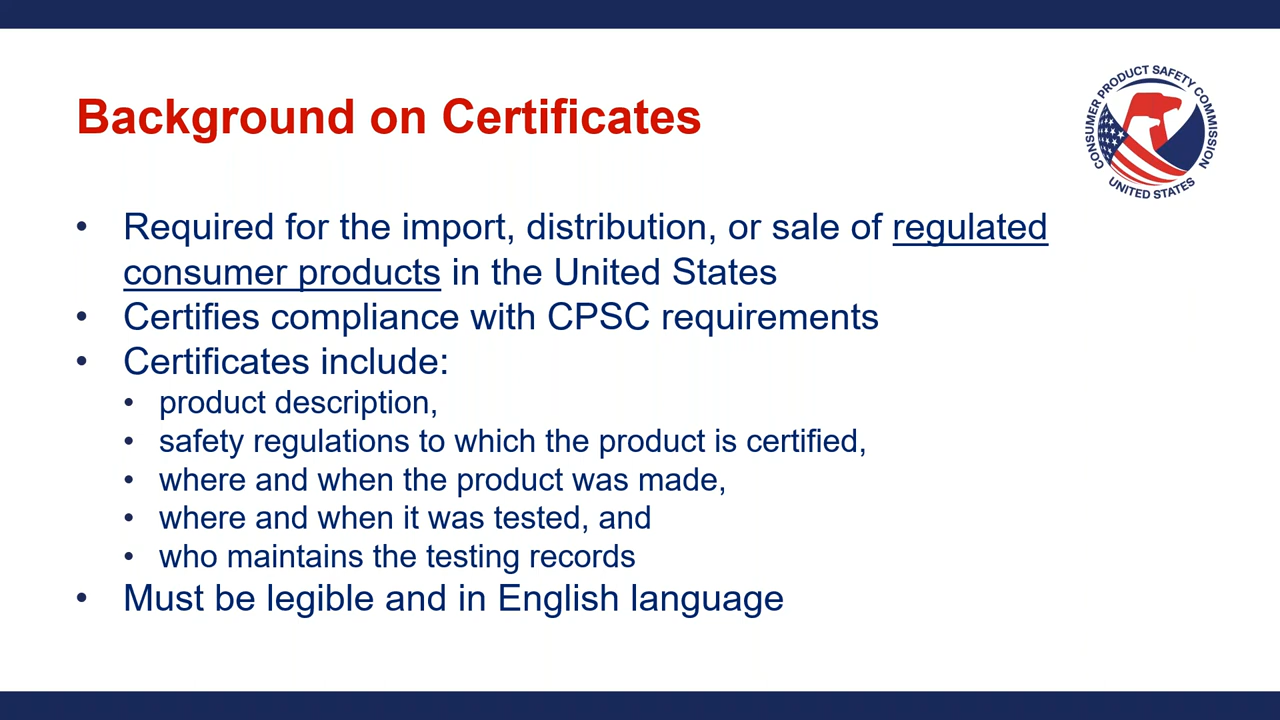 Background on Certificates
CONSUMER PRODUCT SAFETY COMMISSION
UNITED STATES
• Required for the import, distribution, or sale of regulated
consumer products in the United States
• Certifies compliance with CPSC requirements
• Certificates include:
• product description,
• safety regulations to which the product is certified,
• where and when the product was made,
• where and when it was tested, and
• who maintains the testing records
• Must be legible and in English language